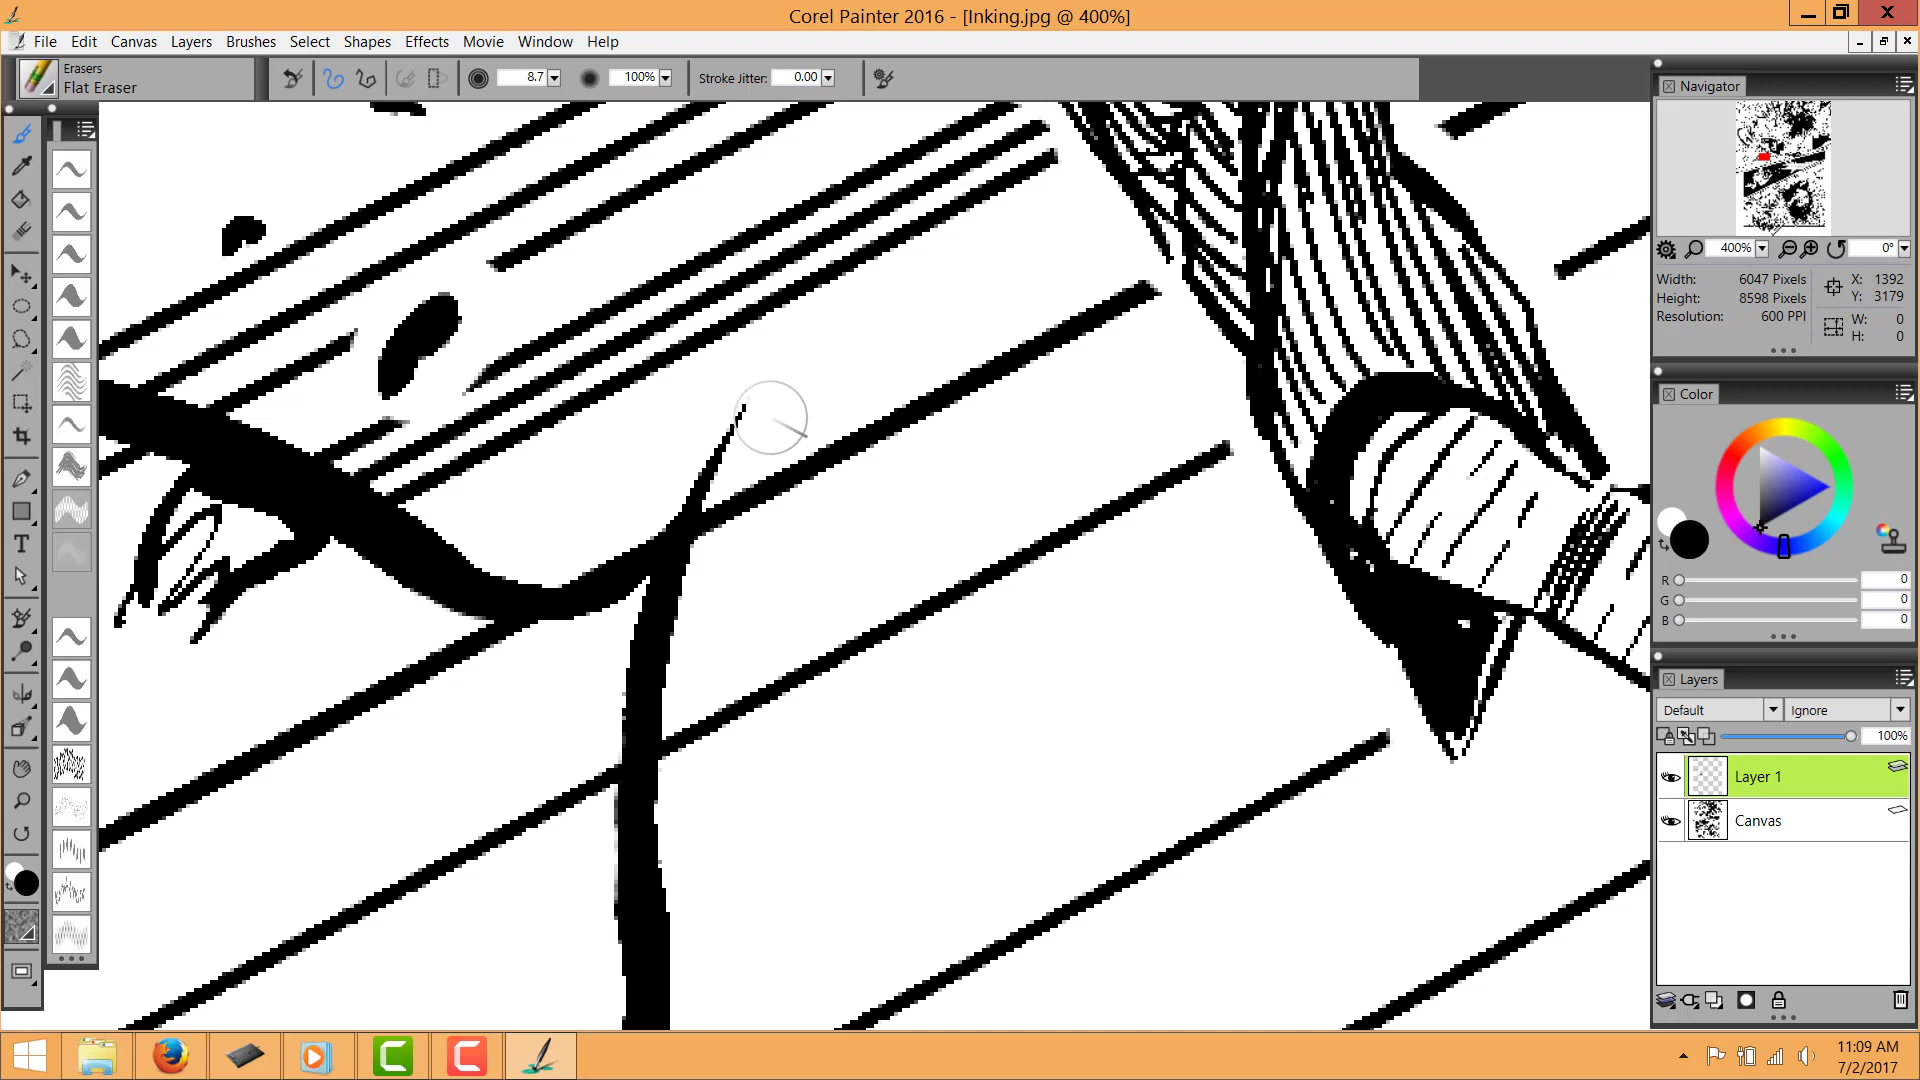 Corel Painter 2016 - [Inking.jpg @ 400%]
File Edit Canvas Layers Brushes Select Shapes Effects Movie Window Help
Erasers
Flat Eraser
8.7
100%
Stroke Jitter: 0.00
T
Navigator
400%
0°
Width: 6047 Pixels
Height: 8598 Pixels
Resolution: 600 PPI
X: 1392
Y: 3179
W: 0
H: 0
Color
R 0
G 0
B 0
Layers
Default
Ignore
100%
Layer 1
Canvas
11:09 AM
7/2/2017